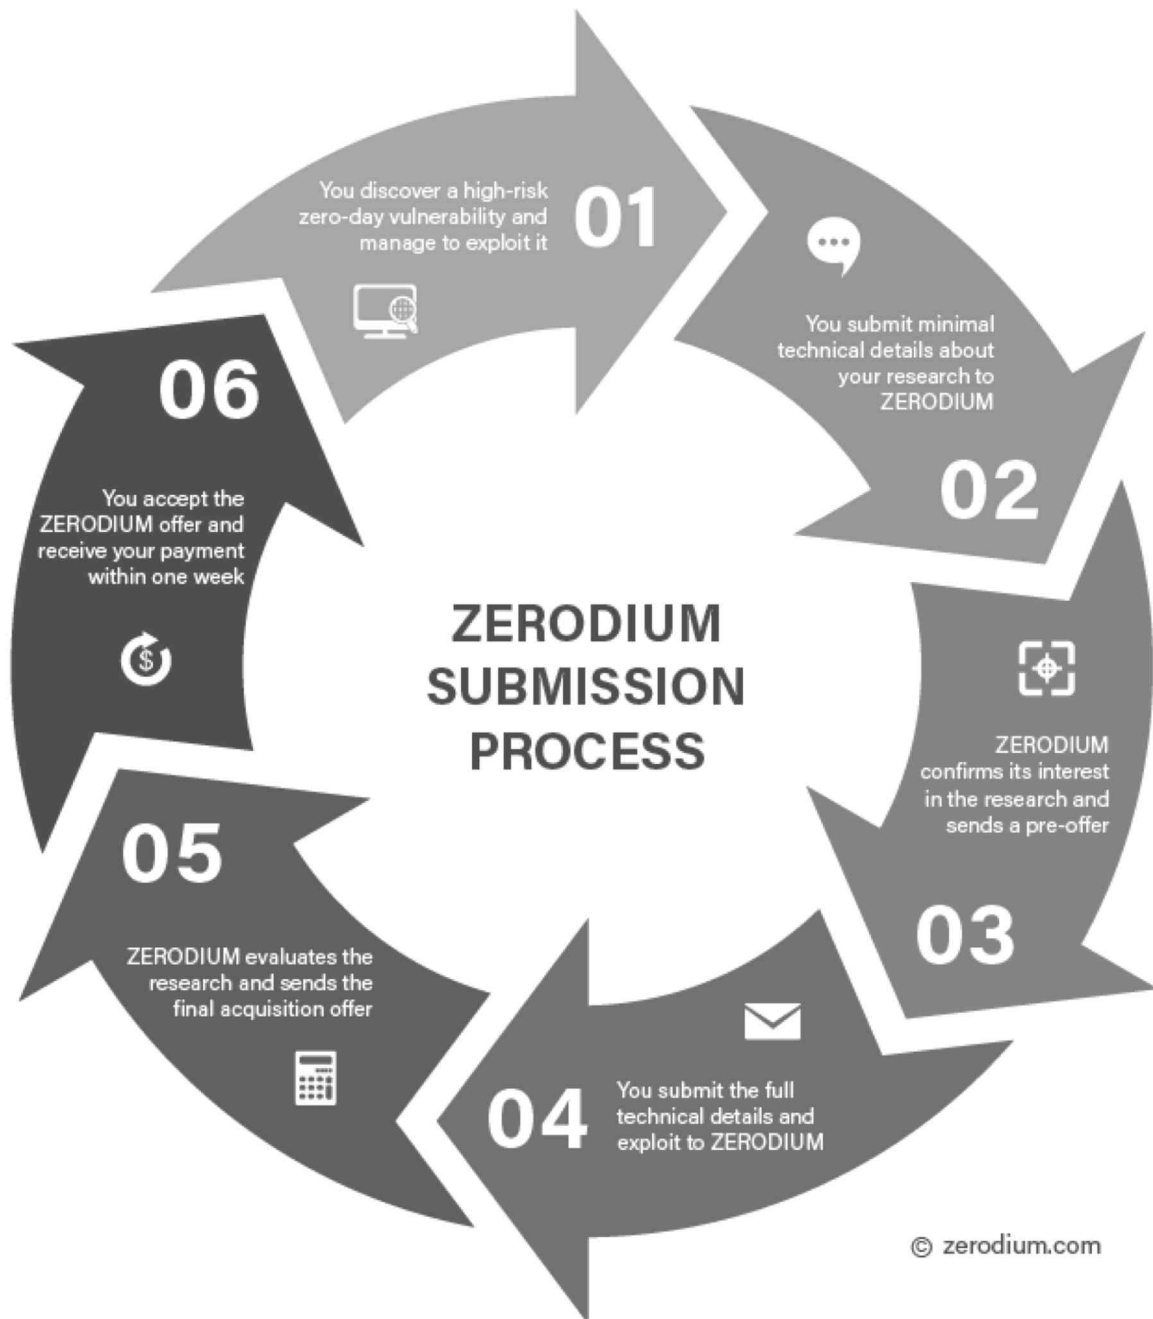 You discover a high-risk
zero-day vulnerability and
manage to exploit it
01
You submit minimal
technical details about
your research to
ZERODIUM
02
ZERODIUM
confirms its interest
in the research and
sends a pre-offer
03
You submit the full
technical details and
exploit to ZERODIUM
04
ZERODIUM evaluates the
research and sends the
final acquisition offer
05
You accept the
ZERODIUM offer and
receive your payment
within one week
$
06
ZERODIUM
SUBMISSION
PROCESS
© zerodium.com